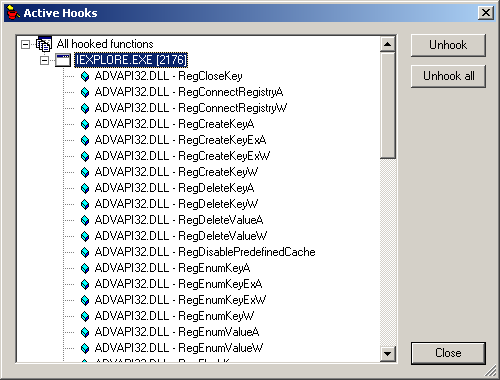 Active Hooks
All hooked functions
IEXPLORE.EXE [2176]
ADVAPI32.DLL - RegCloseKey
ADVAPI32.DLL - RegConnectRegistryA
ADVAPI32.DLL - RegConnectRegistryW
ADVAPI32.DLL - RegCreateKeyA
ADVAPI32.DLL - RegCreateKeyExA
ADVAPI32.DLL - RegCreateKeyExW
ADVAPI32.DLL - RegCreateKeyW
ADVAPI32.DLL - RegDeleteKeyA
ADVAPI32.DLL - RegDeleteKeyW
ADVAPI32.DLL - RegDeleteValueA
ADVAPI32.DLL - RegDeleteValueW
ADVAPI32.DLL - RegDisablePredefinedCache
ADVAPI32.DLL - RegEnumKeyA
ADVAPI32.DLL - RegEnumKeyExA
ADVAPI32.DLL - RegEnumKeyExW
ADVAPI32.DLL - RegEnumKeyW
ADVAPI32.DLL - RegEnumValueA
ADVAPI32.DLL - RegEnumValueW
Unhook
Unhook all
Close